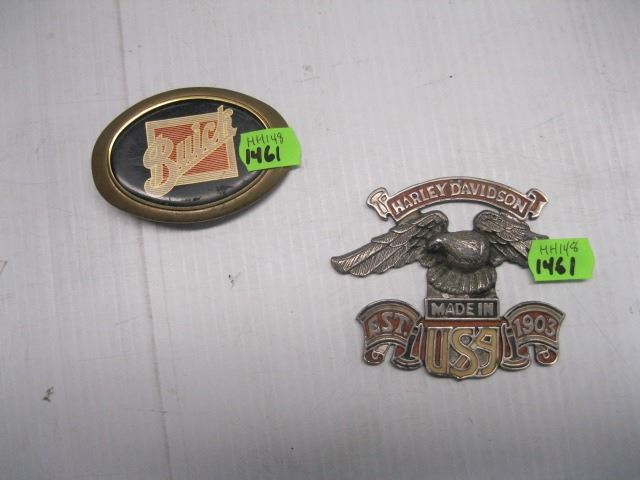 Buick
HH148
1461
HARLEY DAVIDSON
HH148
1461
MADE IN
EST. USA 1903